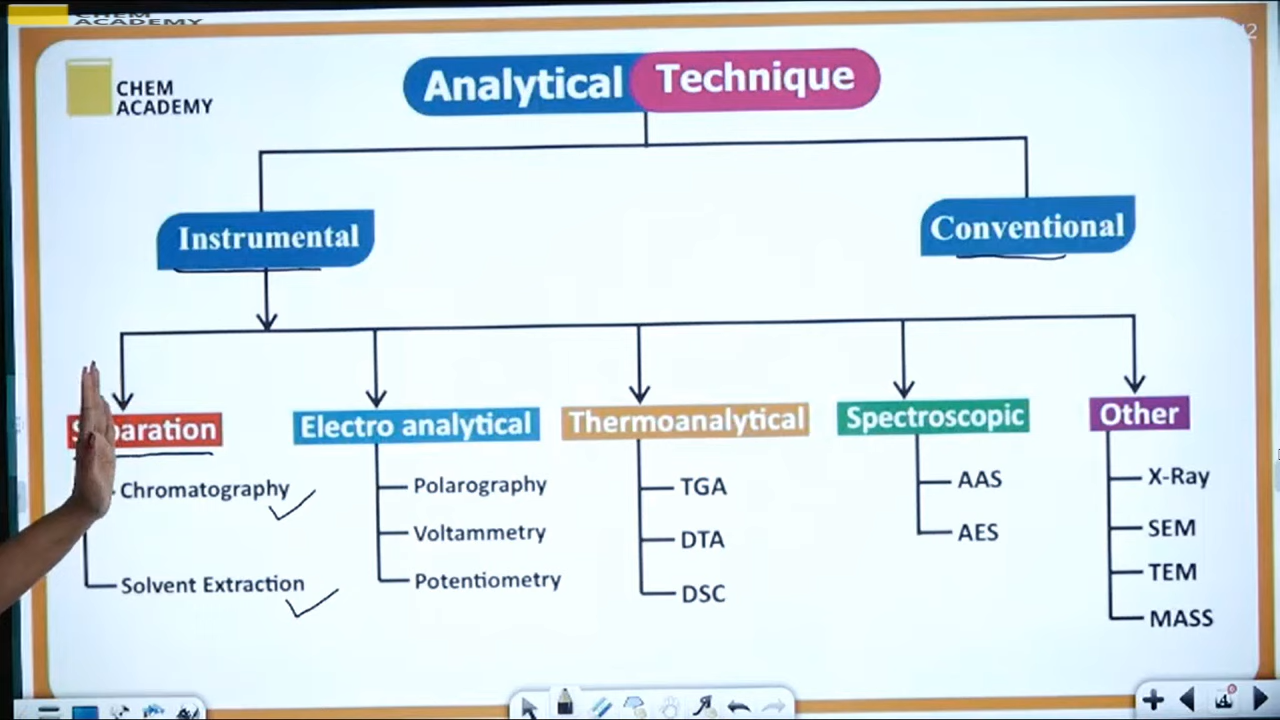 CHEM
ACADEMY
12
CHEM
ACADEMY
Analytical Technique
Instrumental
Conventional
Separation
Electro analytical
Thermoanalytical
Spectroscopic
Other
Chromatography
Solvent Extraction
Polarography
Voltammetry
Potentiometry
TGA
DTA
DSC
AAS
AES
X-Ray
SEM
TEM
MASS